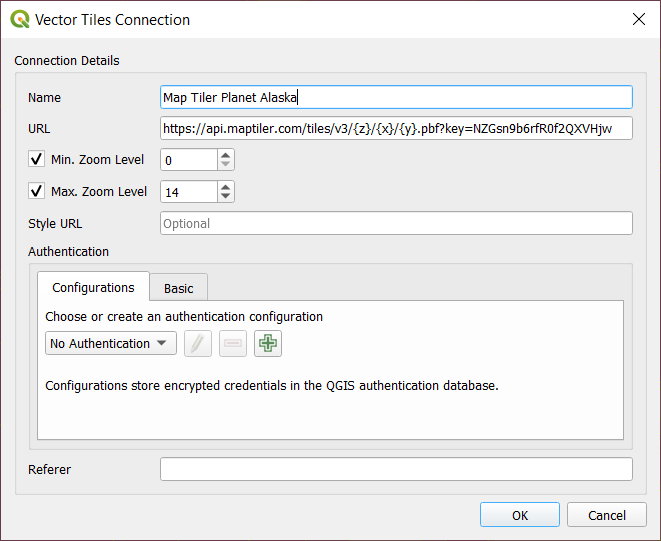 Vector Tiles Connection
Connection Details
Name Map Tiler Planet Alaska
URL https://api.maptiler.com/tiles/v3/{z}/{x}/{y}.pbf?key=NZGsn9b6rfR0f2QXVHjw
Min. Zoom Level 0
Max. Zoom Level 14
Style URL Optional
Authentication
Configurations Basic
Choose or create an authentication configuration
No Authentication
Configurations store encrypted credentials in the QGIS authentication database.
Referer
OK Cancel